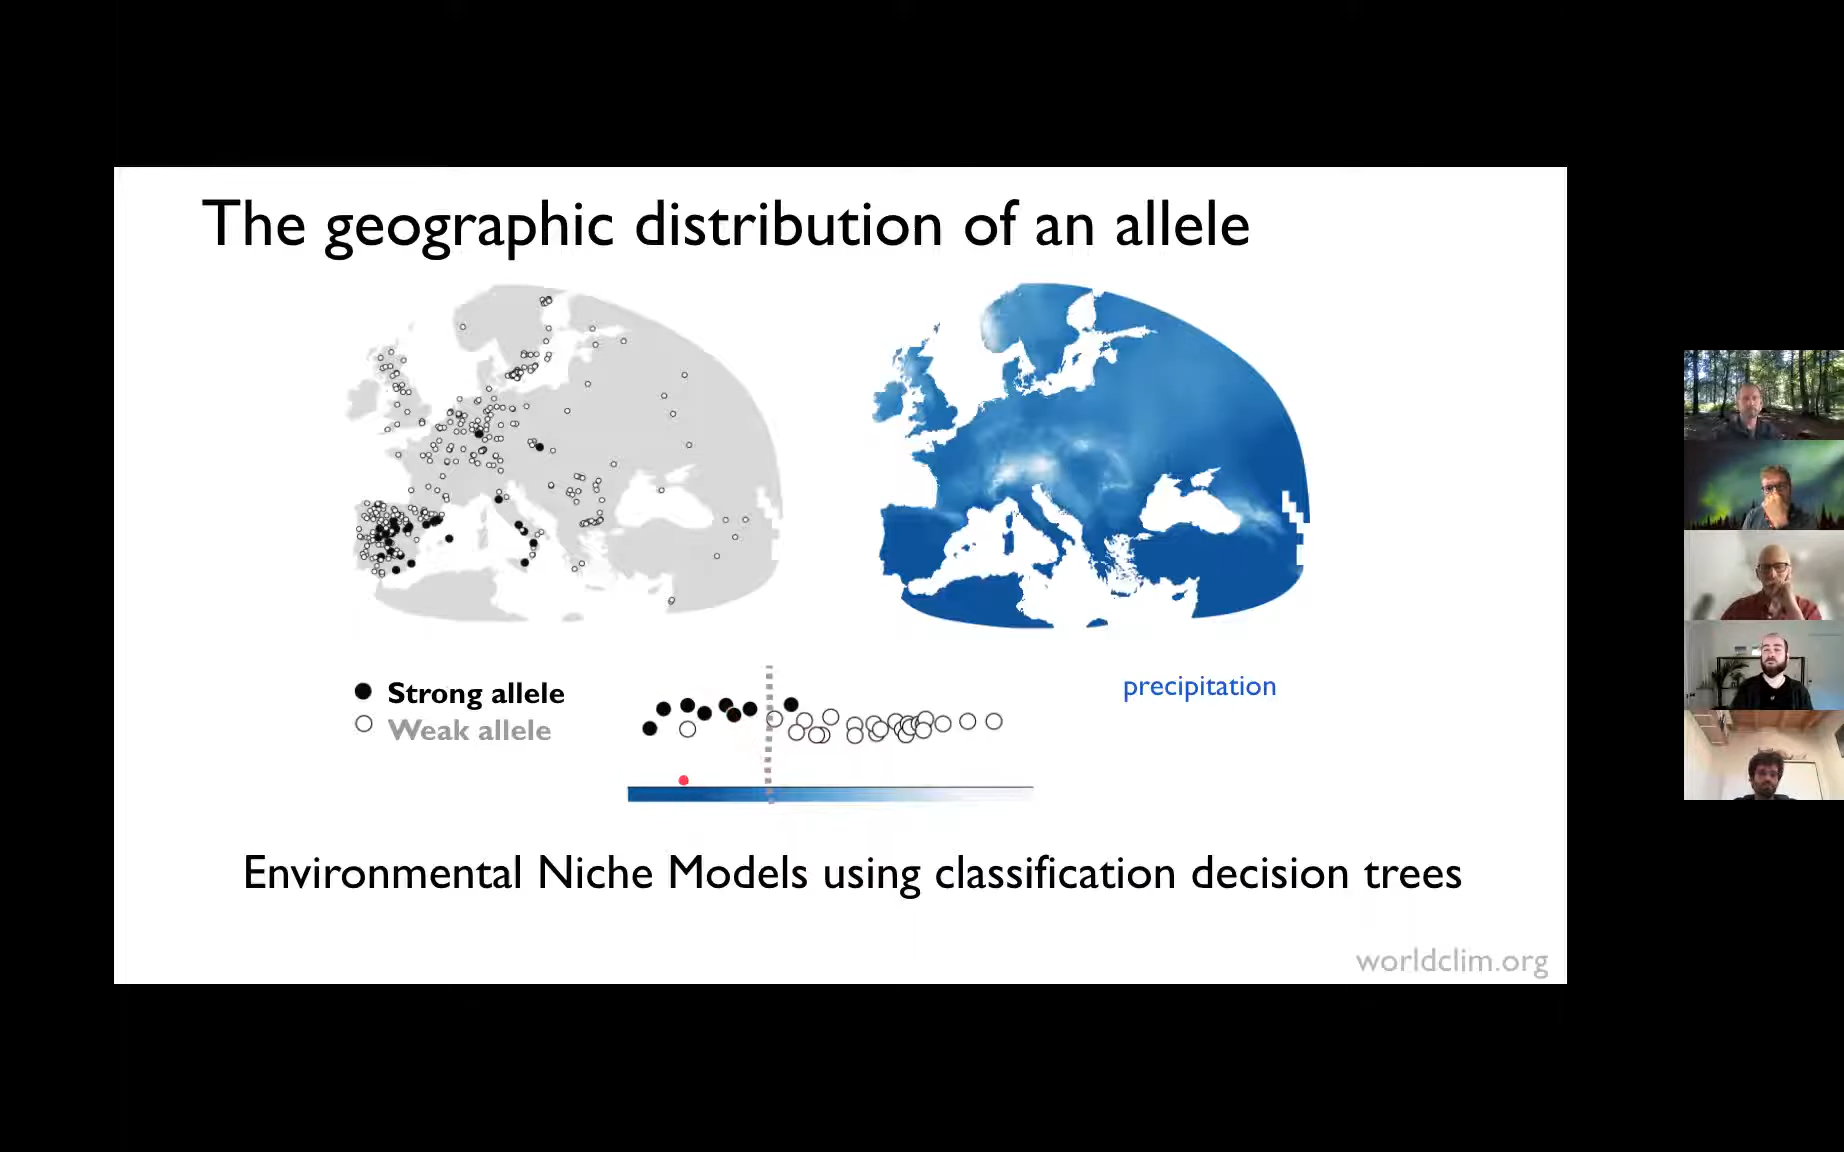 The geographic distribution of an allele
Strong allele
Weak allele
precipitation
Environmental Niche Models using classification decision trees
worldclim.org